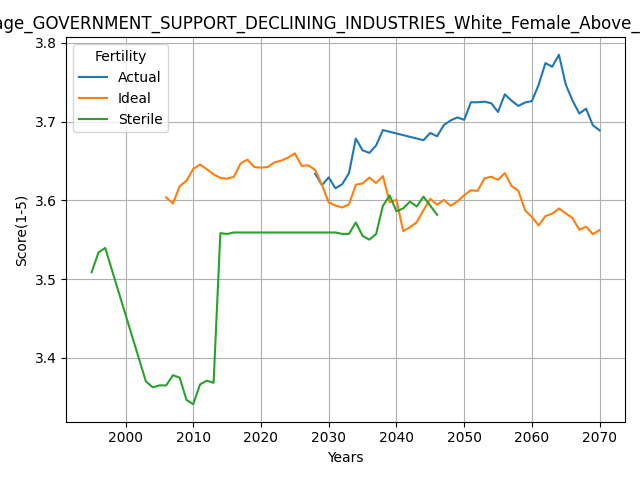 age_GOVERNMENT_SUPPORT_DECLINING_INDUSTRIES_White_Female_Above_
Fertility
Actual
Ideal
Sterile
Score(1-5)
3.8
3.7
3.6
3.5
3.4
2000 2010 2020 2030 2040 2050 2060 2070
Years